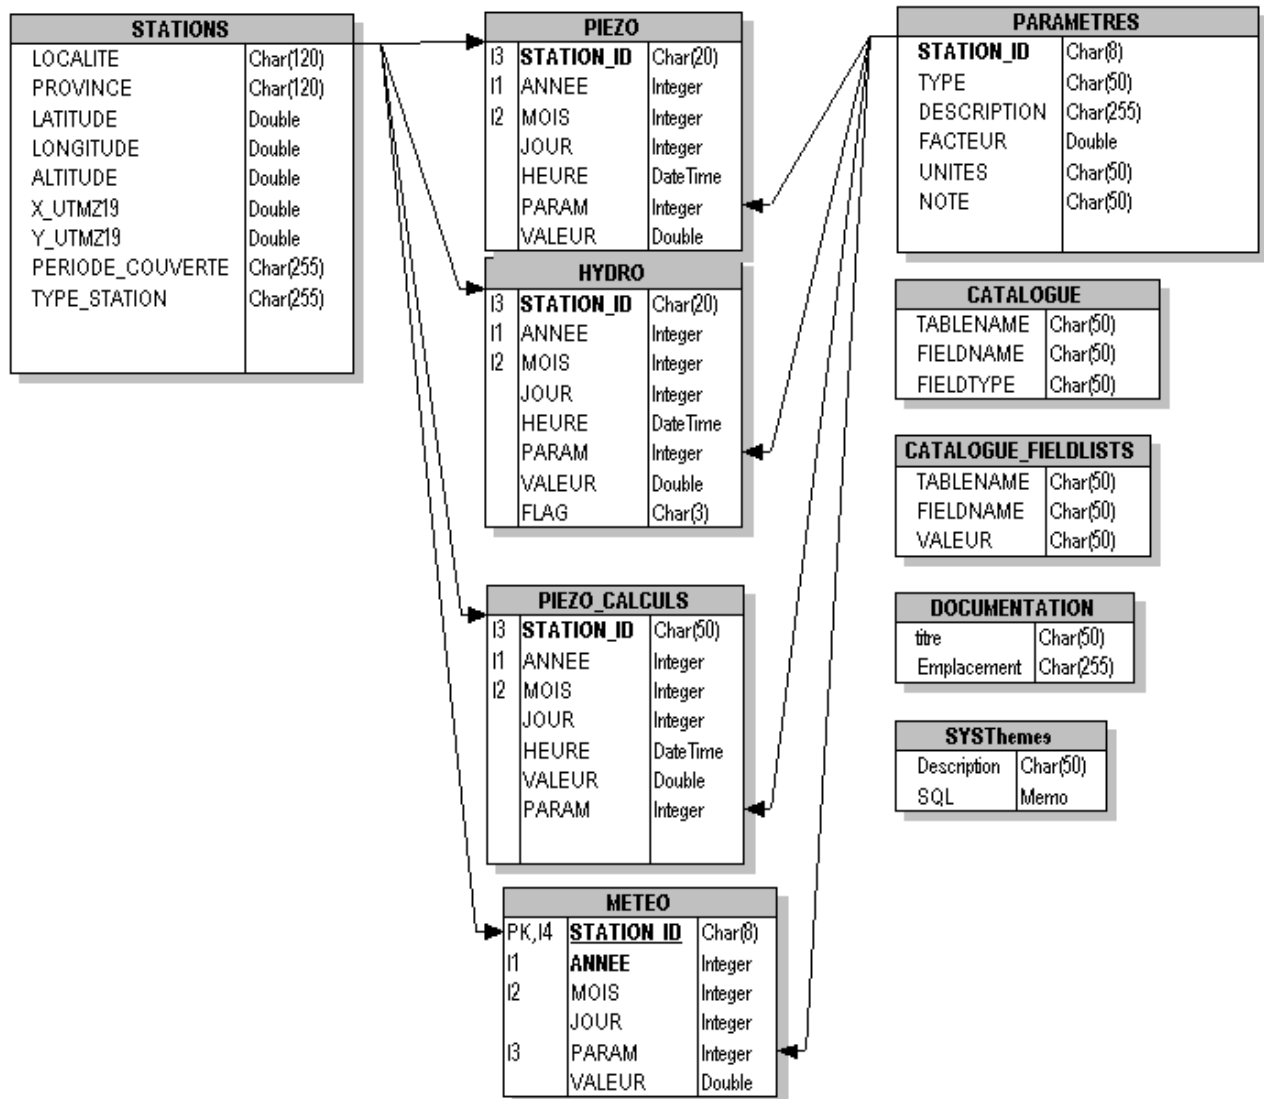 STATIONS
LOCALITE Char(120)
PROVINCE Char(120)
LATITUDE Double
LONGITUDE Double
ALTITUDE Double
X_UTMZ19 Double
Y_UTMZ19 Double
PERIODE_COUVERTE Char(255)
TYPE_STATION Char(255)
PIEZO
I3 STATION_ID Char(20)
I1 ANNEE Integer
I2 MOIS Integer
JOUR Integer
HEURE DateTime
PARAM Integer
VALEUR Double
HYDRO
I3 STATION_ID Char(20)
I1 ANNEE Integer
I2 MOIS Integer
JOUR Integer
HEURE DateTime
PARAM Integer
VALEUR Double
FLAG Char(3)
PIEZO_CALCULS
I3 STATION_ID Char(50)
I1 ANNEE Integer
I2 MOIS Integer
JOUR Integer
HEURE DateTime
VALEUR Double
PARAM Integer
METEO
PK,I4 STATION_ID Char(8)
I1 ANNEE Integer
I2 MOIS Integer
JOUR Integer
I3 PARAM Integer
VALEUR Double
PARAMETRES
STATION_ID Char(8)
TYPE Char(50)
DESCRIPTION Char(255)
FACTEUR Double
UNITES Char(50)
NOTE Char(50)
CATALOGUE
TABLENAME Char(50)
FIELDNAME Char(50)
FIELDTYPE Char(50)
CATALOGUE_FIELDLISTS
TABLENAME Char(50)
FIELDNAME Char(50)
VALEUR Char(50)
DOCUMENTATION
titre Char(50)
Emplacement Char(255)
SYSThemes
Description Char(50)
SQL Memo